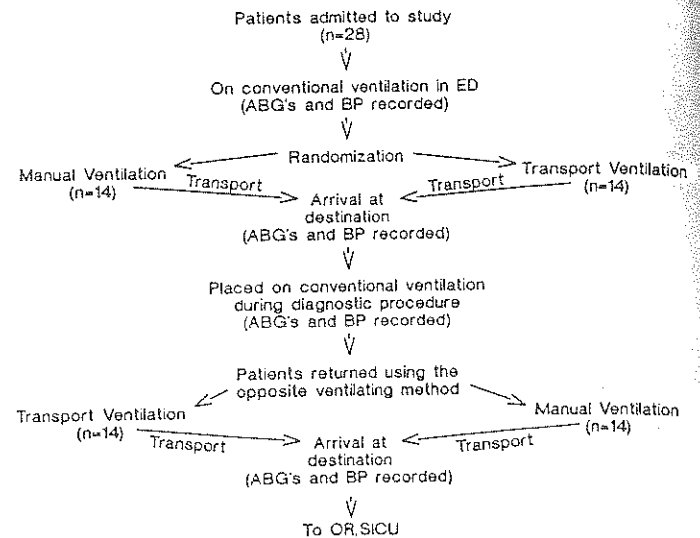 Patients admitted to study
(n=28)
On conventional ventilation in ED
(ABG's and BP recorded)
Randomization
Manual Ventilation
(n=14)
Transport
Transport
Transport Ventilation
(n=14)
Arrival at
destination
(ABG's and BP recorded)
Placed on conventional ventilation
during diagnostic procedure
(ABG's and BP recorded)
Patients returned using the
opposite ventilating method
Transport Ventilation
(n=14)
Transport
Transport
Manual Ventilation
(n=14)
Arrival at
destination
(ABG's and BP recorded)
To OR,SICU